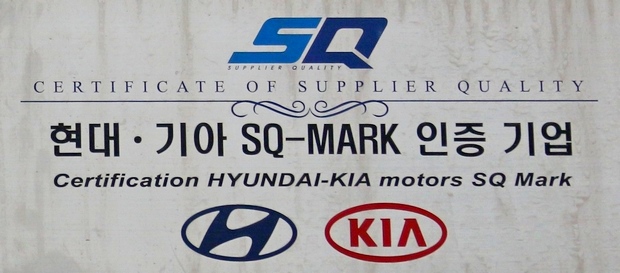 SQ
SUPPLIER QUALITY
CERTIFICATE OF SUPPLIER QUALITY
현대·기아 SQ-MARK 인증 기업
Certification HYUNDAI-KIA motors SQ Mark
KIA